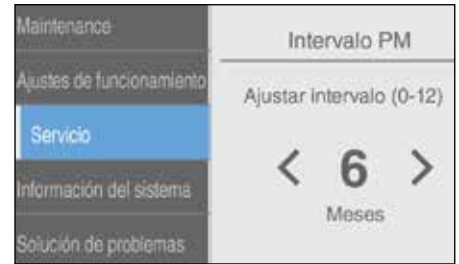 Maintenance
Ajustes de funcionamiento
Servicio
Información del sistema
Solución de problemas
Intervalo PM
Ajustar intervalo (0-12)
< 6 >
Meses